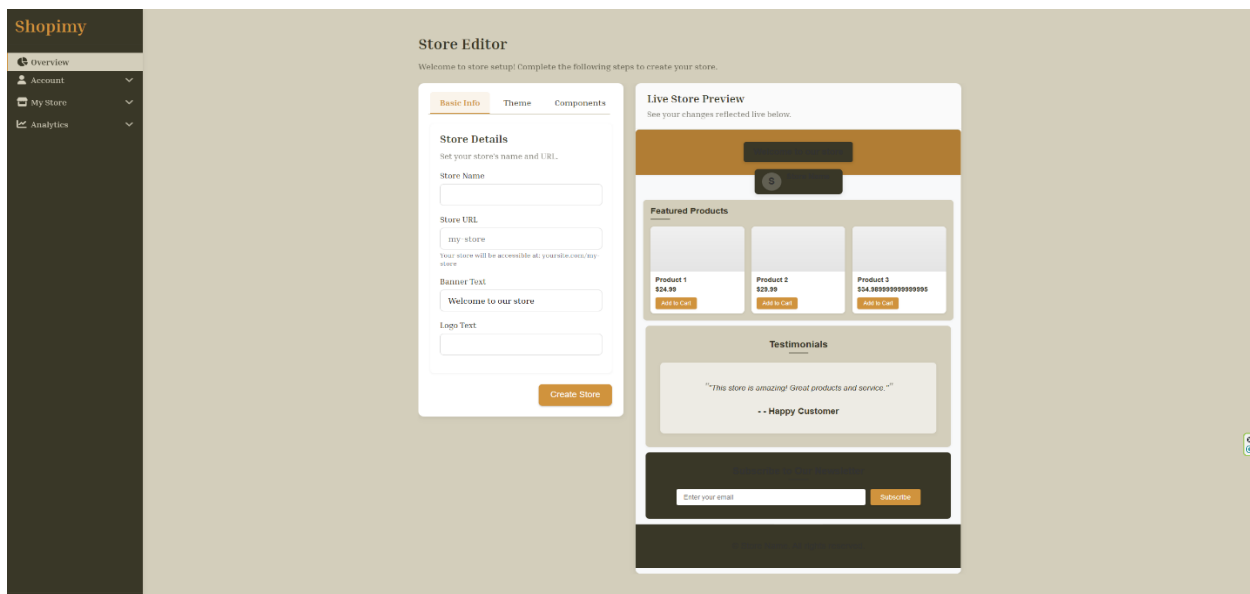 Shopimy
Overview
Account
My Store
Analytics
Store Editor
Welcome to store setup! Complete the following steps to create your store.
Basic Info
Theme
Components
Store Details
Set your store's name and URL.
Store Name
Store URL
my-store
Your store will be accessible at: yoursite.com/my-
store
Banner Text
Welcome to our store
Logo Text
Create Store
Live Store Preview
See your changes reflected live below.
S
Featured Products
Product 1
$24.99
Add to Cart
Product 2
$29.99
Add to Cart
Product 3
$34.989999999999995
Add to Cart
Testimonials
""This store is amazing! Great products and service.""
- - Happy Customer
Enter your email
Subscribe